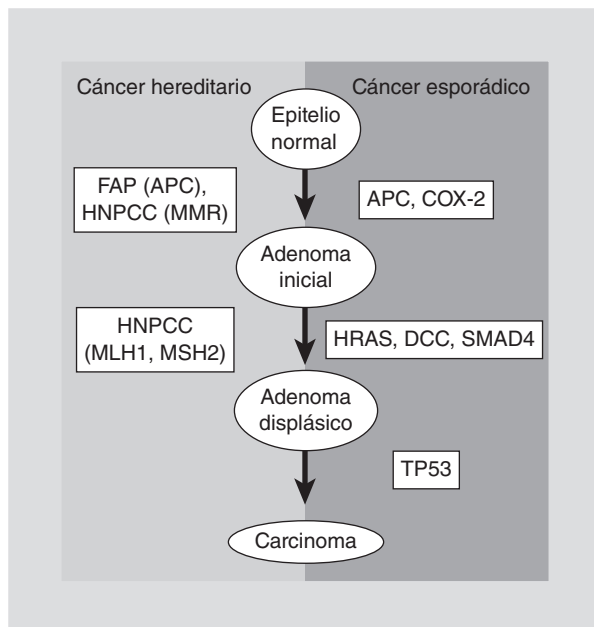 Cáncer hereditario
Cáncer esporádico
Epitelio
normal
FAP (APC),
HNPCC (MMR)
APC, COX-2
Adenoma
inicial
HNPCC
(MLH1, MSH2)
HRAS, DCC, SMAD4
Adenoma
displásico
TP53
Carcinoma